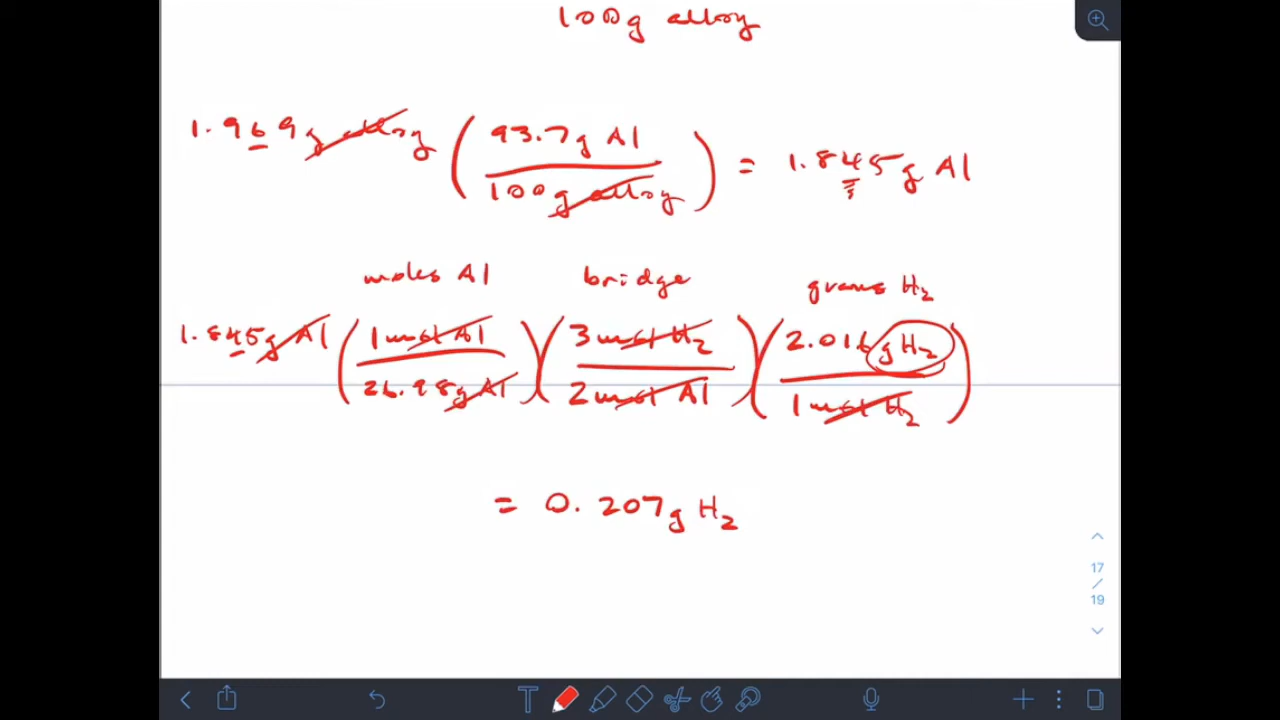 100g alloy
1.969g alloy ( 93.7g Al / 100g alloy ) = 1.845g Al
moles Al bridge grams H₂
1.845g Al ( 1 mol Al / 26.98g Al ) ( 3 mol H₂ / 2 mol Al ) ( 2.016 g H₂ / 1 mol H₂ )
= 0.207g H₂
17
/
19